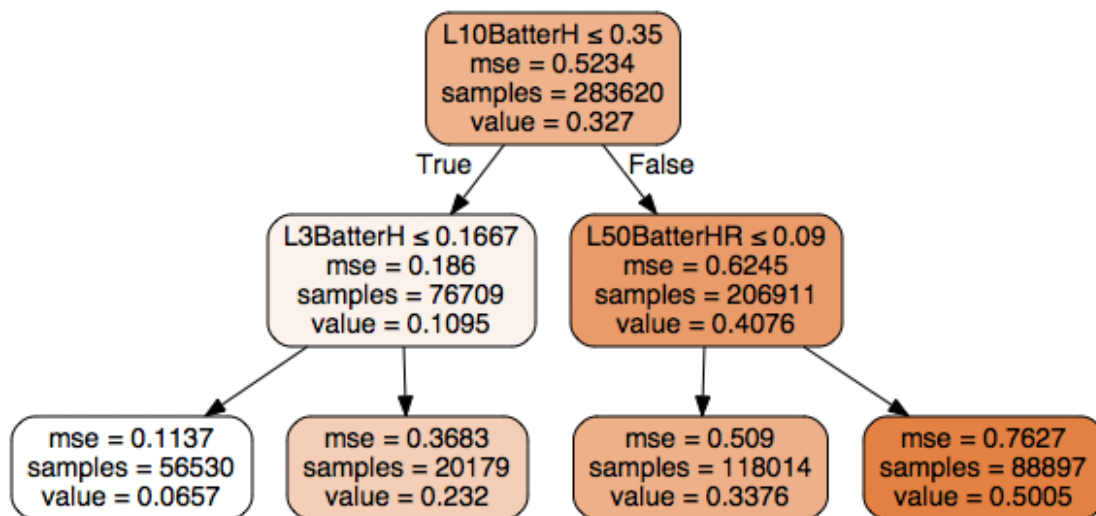 L10BatterH ≤ 0.35
mse = 0.5234
samples = 283620
value = 0.327
True
False
L3BatterH ≤ 0.1667
mse = 0.186
samples = 76709
value = 0.1095
L50BatterHR ≤ 0.09
mse = 0.6245
samples = 206911
value = 0.4076
mse = 0.1137
samples = 56530
value = 0.0657
mse = 0.3683
samples = 20179
value = 0.232
mse = 0.509
samples = 118014
value = 0.3376
mse = 0.7627
samples = 88897
value = 0.5005